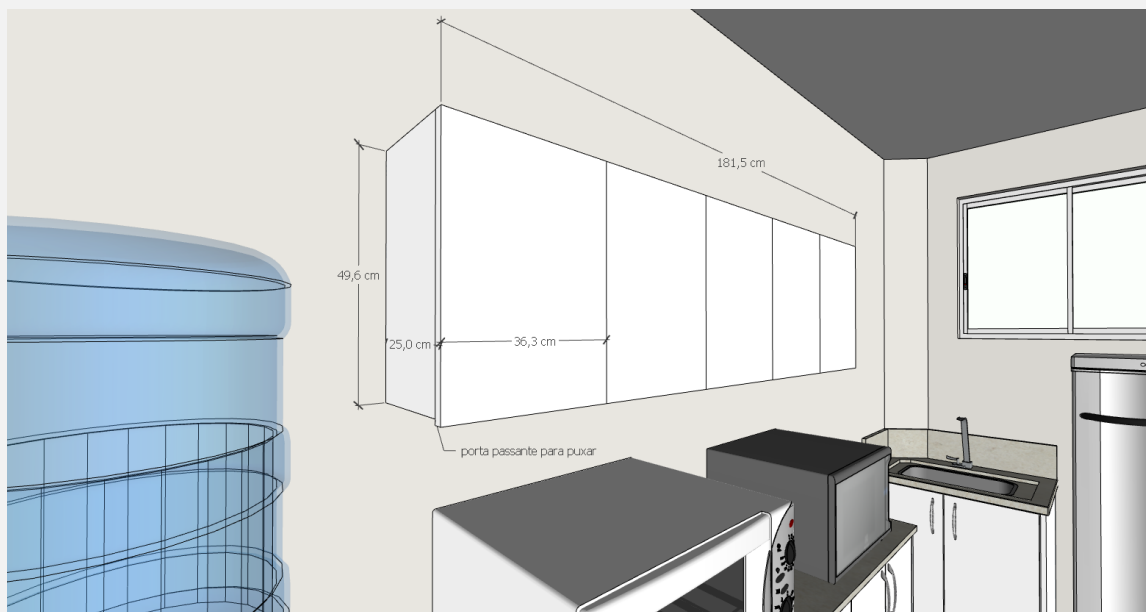 181,5 cm
49,6 cm
25,0 cm
36,3 cm
porta passante para puxar